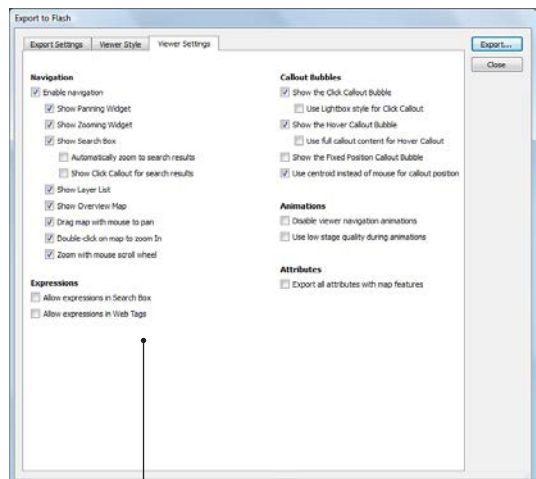 Export to Flash
Export Settings
Viewer Style
Viewer Settings
Export...
Close
Navigation
Enable navigation
Show Panning Widget
Show Zooming Widget
Show Search Box
Automatically zoom to search results
Show Click Callout for search results
Show Layer List
Show Overview Map
Drag map with mouse to pan
Double-click on map to zoom In
Zoom with mouse scroll wheel
Expressions
Allow expressions in Search Box
Allow expressions in Web Tags
Callout Bubbles
Show the Click Callout Bubble
Use Lightbox style for Click Callout
Show the Hover Callout Bubble
Use full callout content for Hover Callout
Show the Fixed Position Callout Bubble
Use centroid instead of mouse for callout position
Animations
Disable viewer navigation animations
Use low stage quality during animations
Attributes
Export all attributes with map features